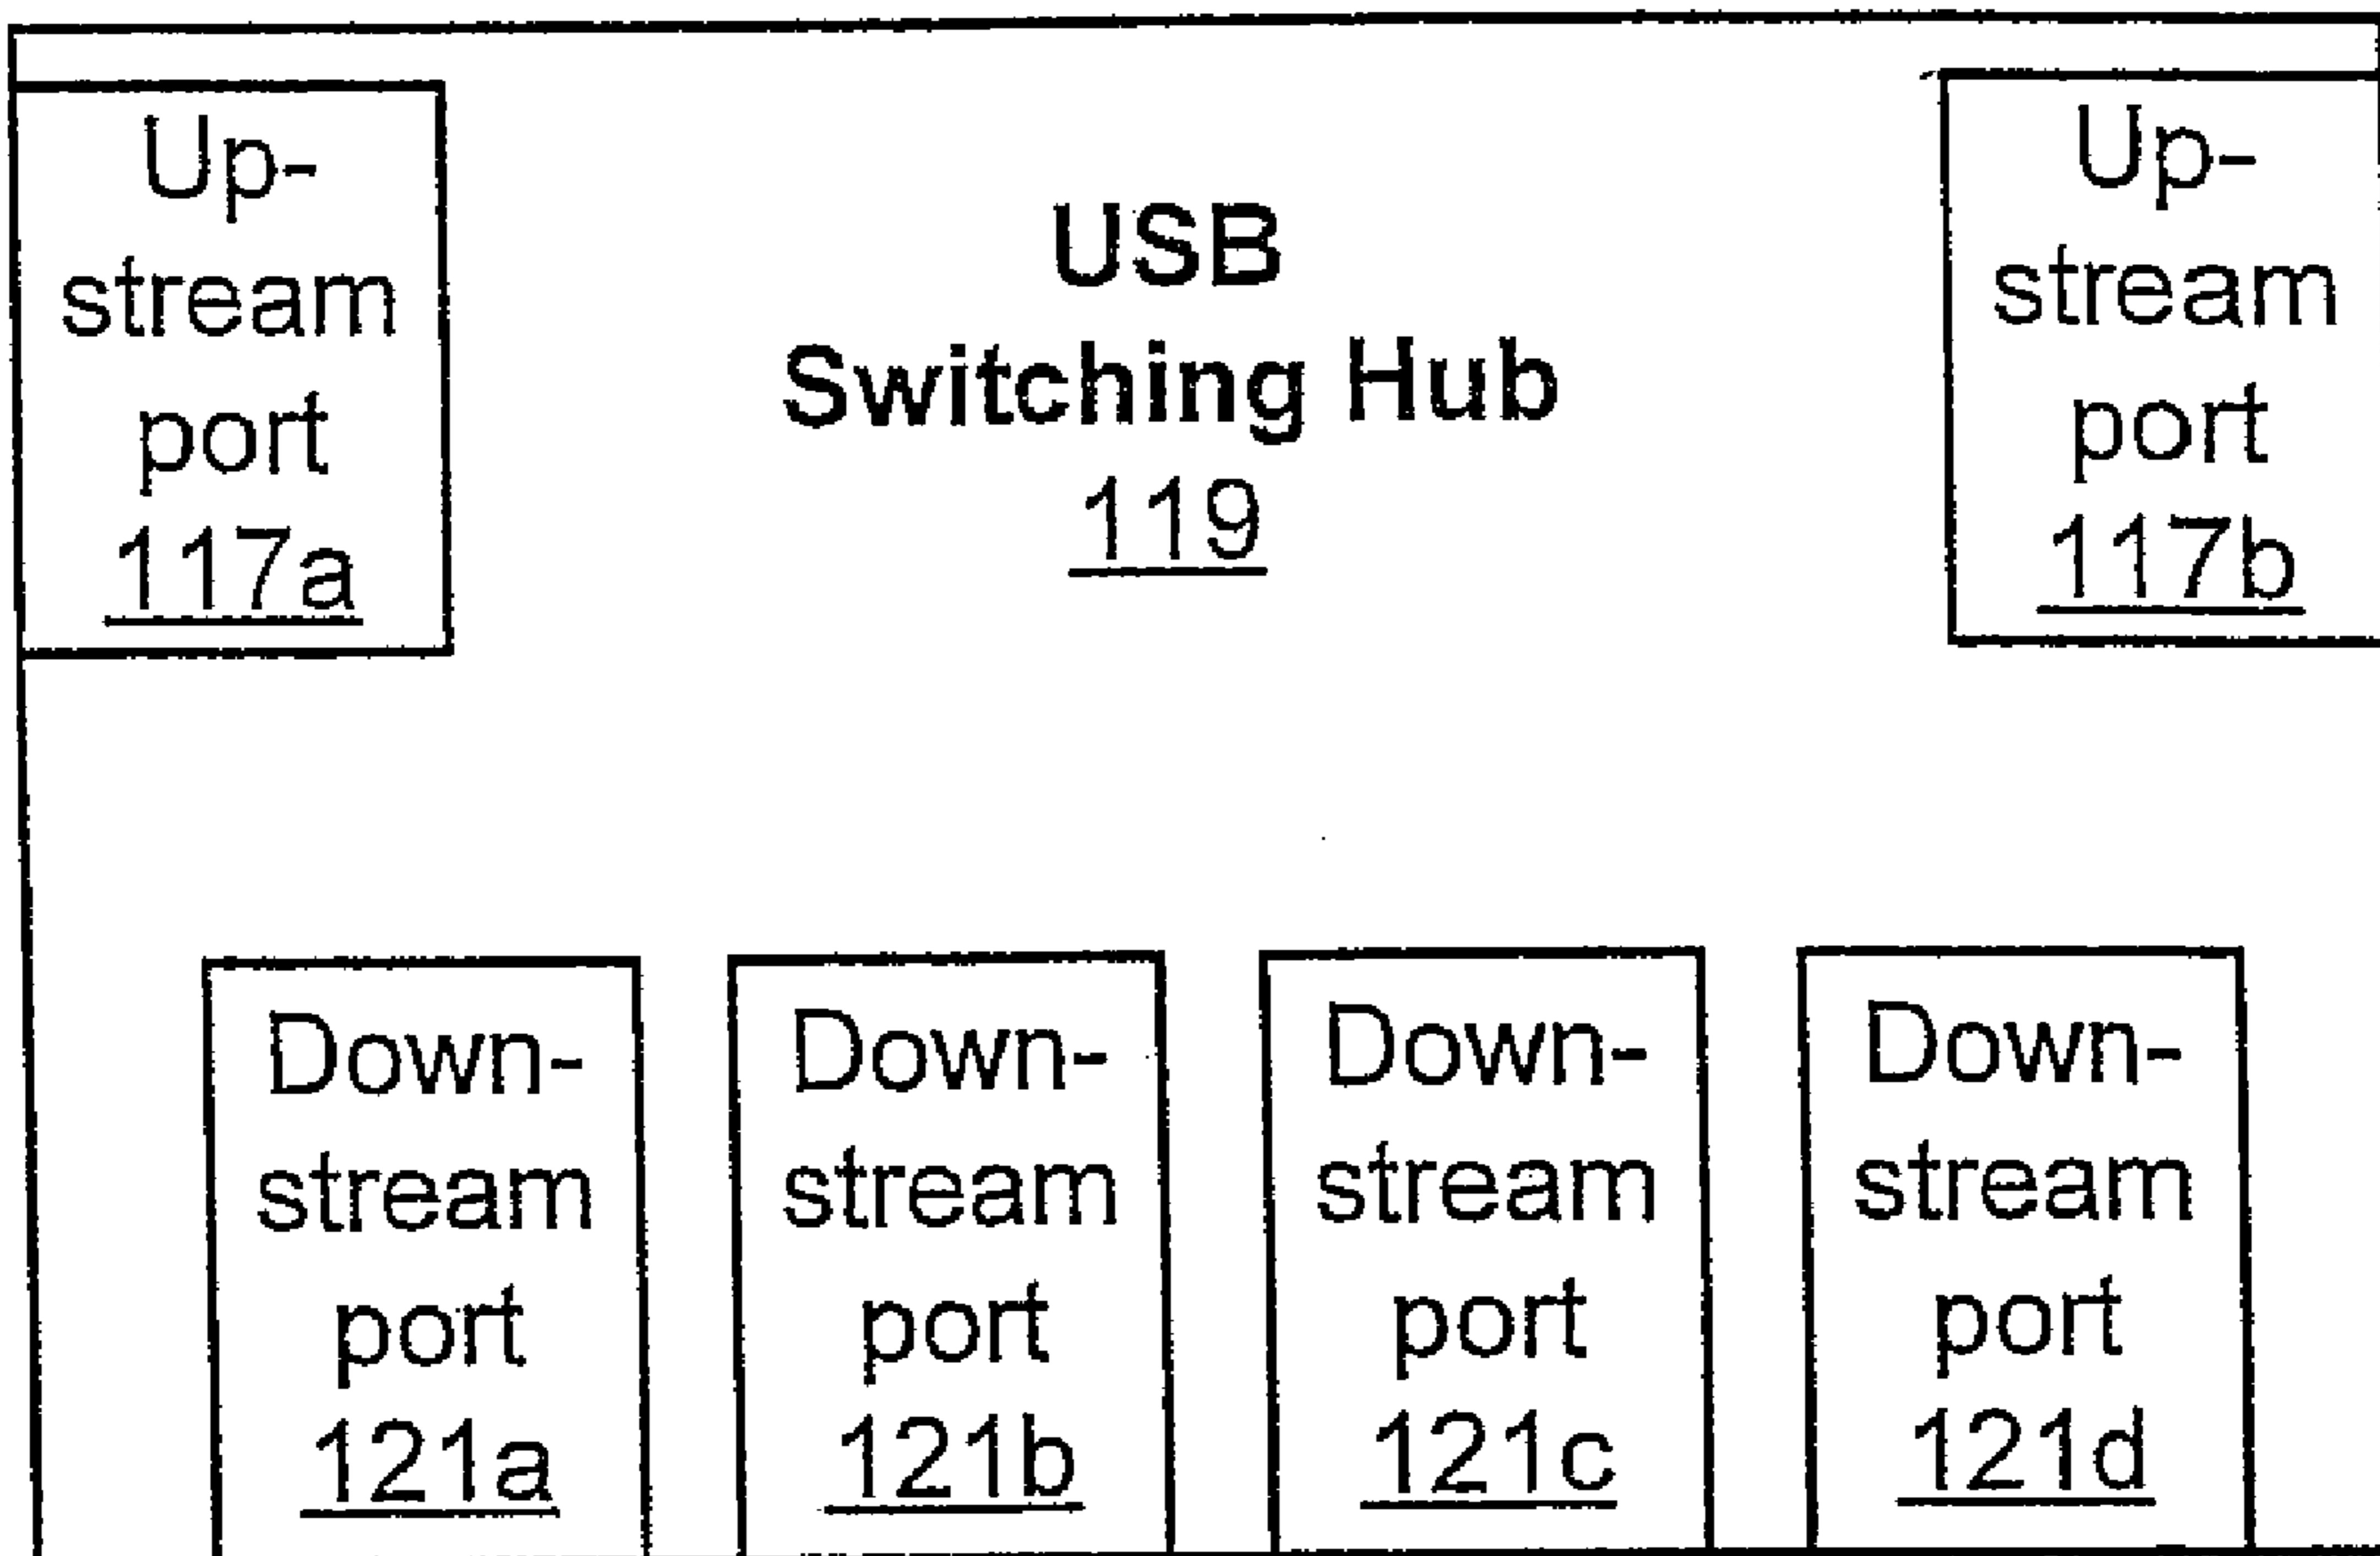 Up-
stream
port
117a
USB
Switching Hub
119
Up-
stream
port
117b
Down-
stream
port
121a
Down-
stream
port
121b
Down-
stream
port
121c
Down-
stream
port
121d